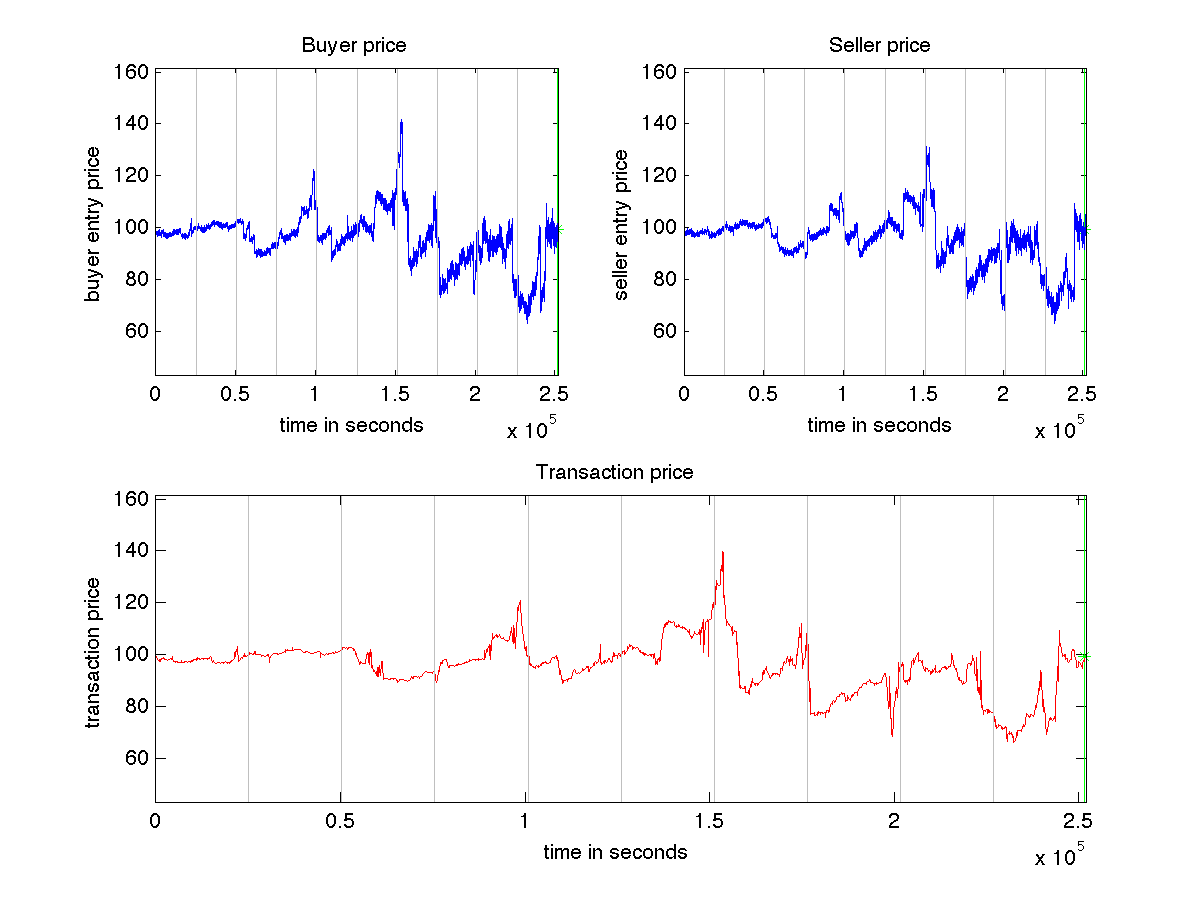 Buyer price
160
140
120
100
80
60
buyer entry price
0 0.5 1 1.5 2 2.5
time in seconds
x 10^5
Seller price
160
140
120
100
80
60
seller entry price
0 0.5 1 1.5 2 2.5
time in seconds
x 10^5
Transaction price
160
140
120
100
80
60
transaction price
0 0.5 1 1.5 2 2.5
time in seconds
x 10^5